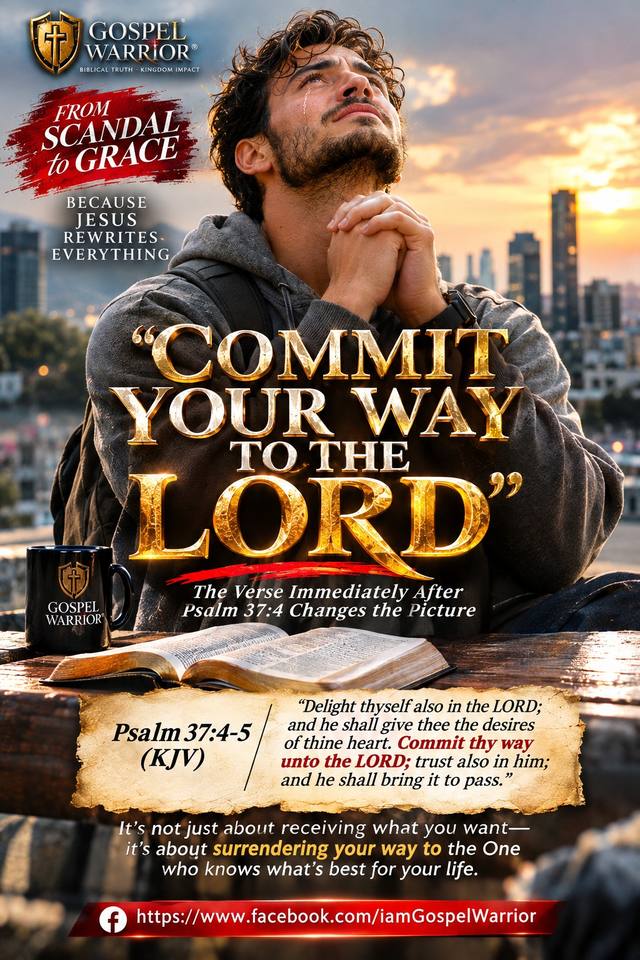 GOSPEL
WARRIOR®
BIBLICAL TRUTH · KINGDOM IMPACT
FROM
SCANDAL
to GRACE
BECAUSE
JESUS
REWRITES
EVERYTHING
“COMMIT
YOUR WAY
TO THE
LORD”
The Verse Immediately After
Psalm 37:4 Changes the Picture
GOSPEL
WARRIOR®
Psalm 37:4-5
(KJV)
“Delight thyself also in the LORD;
and he shall give thee the desires
of thine heart. Commit thy way
unto the LORD; trust also in him;
and he shall bring it to pass.”
It's not just about receiving what you want—
it's about surrendering your way to the One
who knows what's best for your life.
https://www.facebook.com/iamGospelWarrior